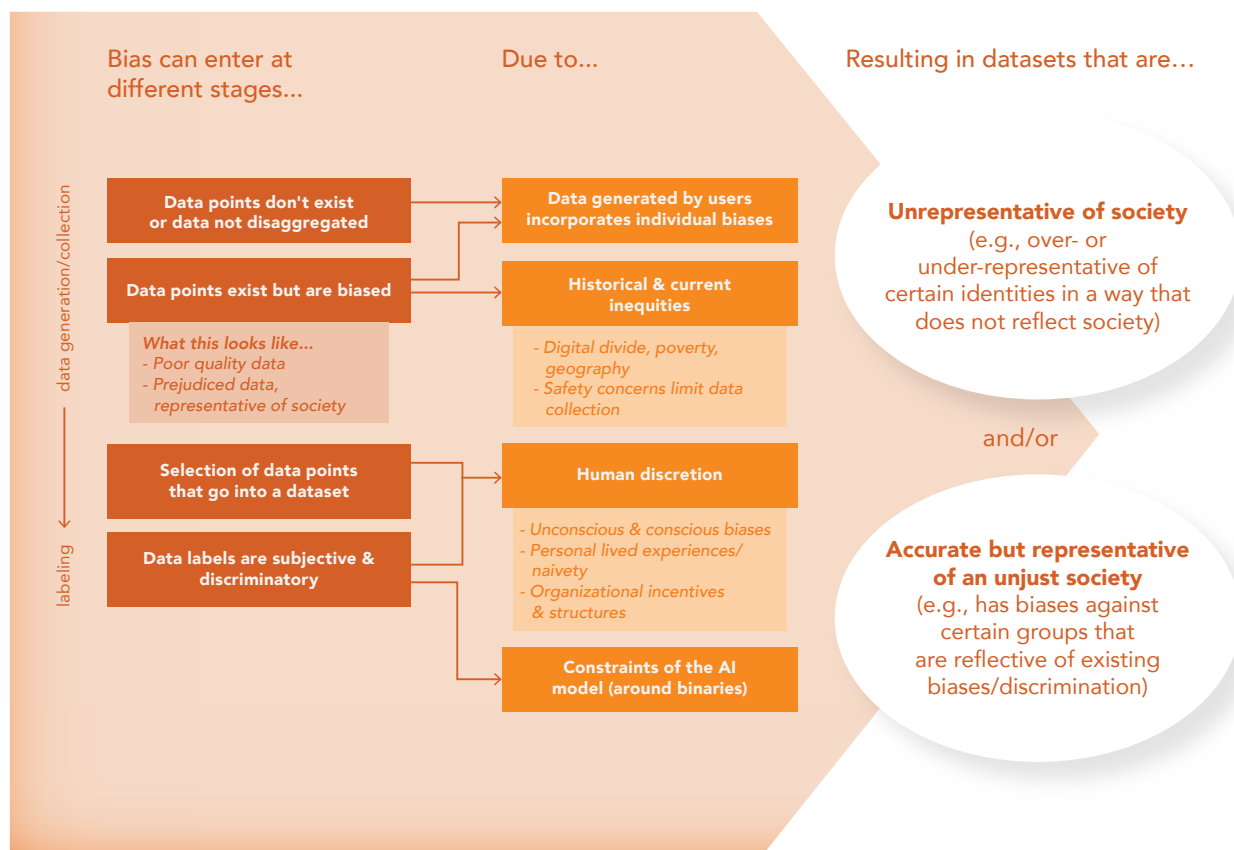 Bias can enter at
different stages...
Due to...
Resulting in datasets that are…
data generation/collection
labeling
Data points don't exist
or data not disaggregated
Data points exist but are biased
What this looks like...
- Poor quality data
- Prejudiced data,
representative of society
Selection of data points
that go into a dataset
Data labels are subjective &
discriminatory
Data generated by users
incorporates individual biases
Historical & current
inequities
- Digital divide, poverty,
geography
- Safety concerns limit data
collection
Human discretion
- Unconscious & conscious biases
- Personal lived experiences/
naivety
- Organizational incentives
& structures
Constraints of the AI
model (around binaries)
Unrepresentative of society
(e.g., over- or
under-representative of
certain identities in a way that
does not reflect society)
and/or
Accurate but representative
of an unjust society
(e.g., has biases against
certain groups that
are reflective of existing
biases/discrimination)